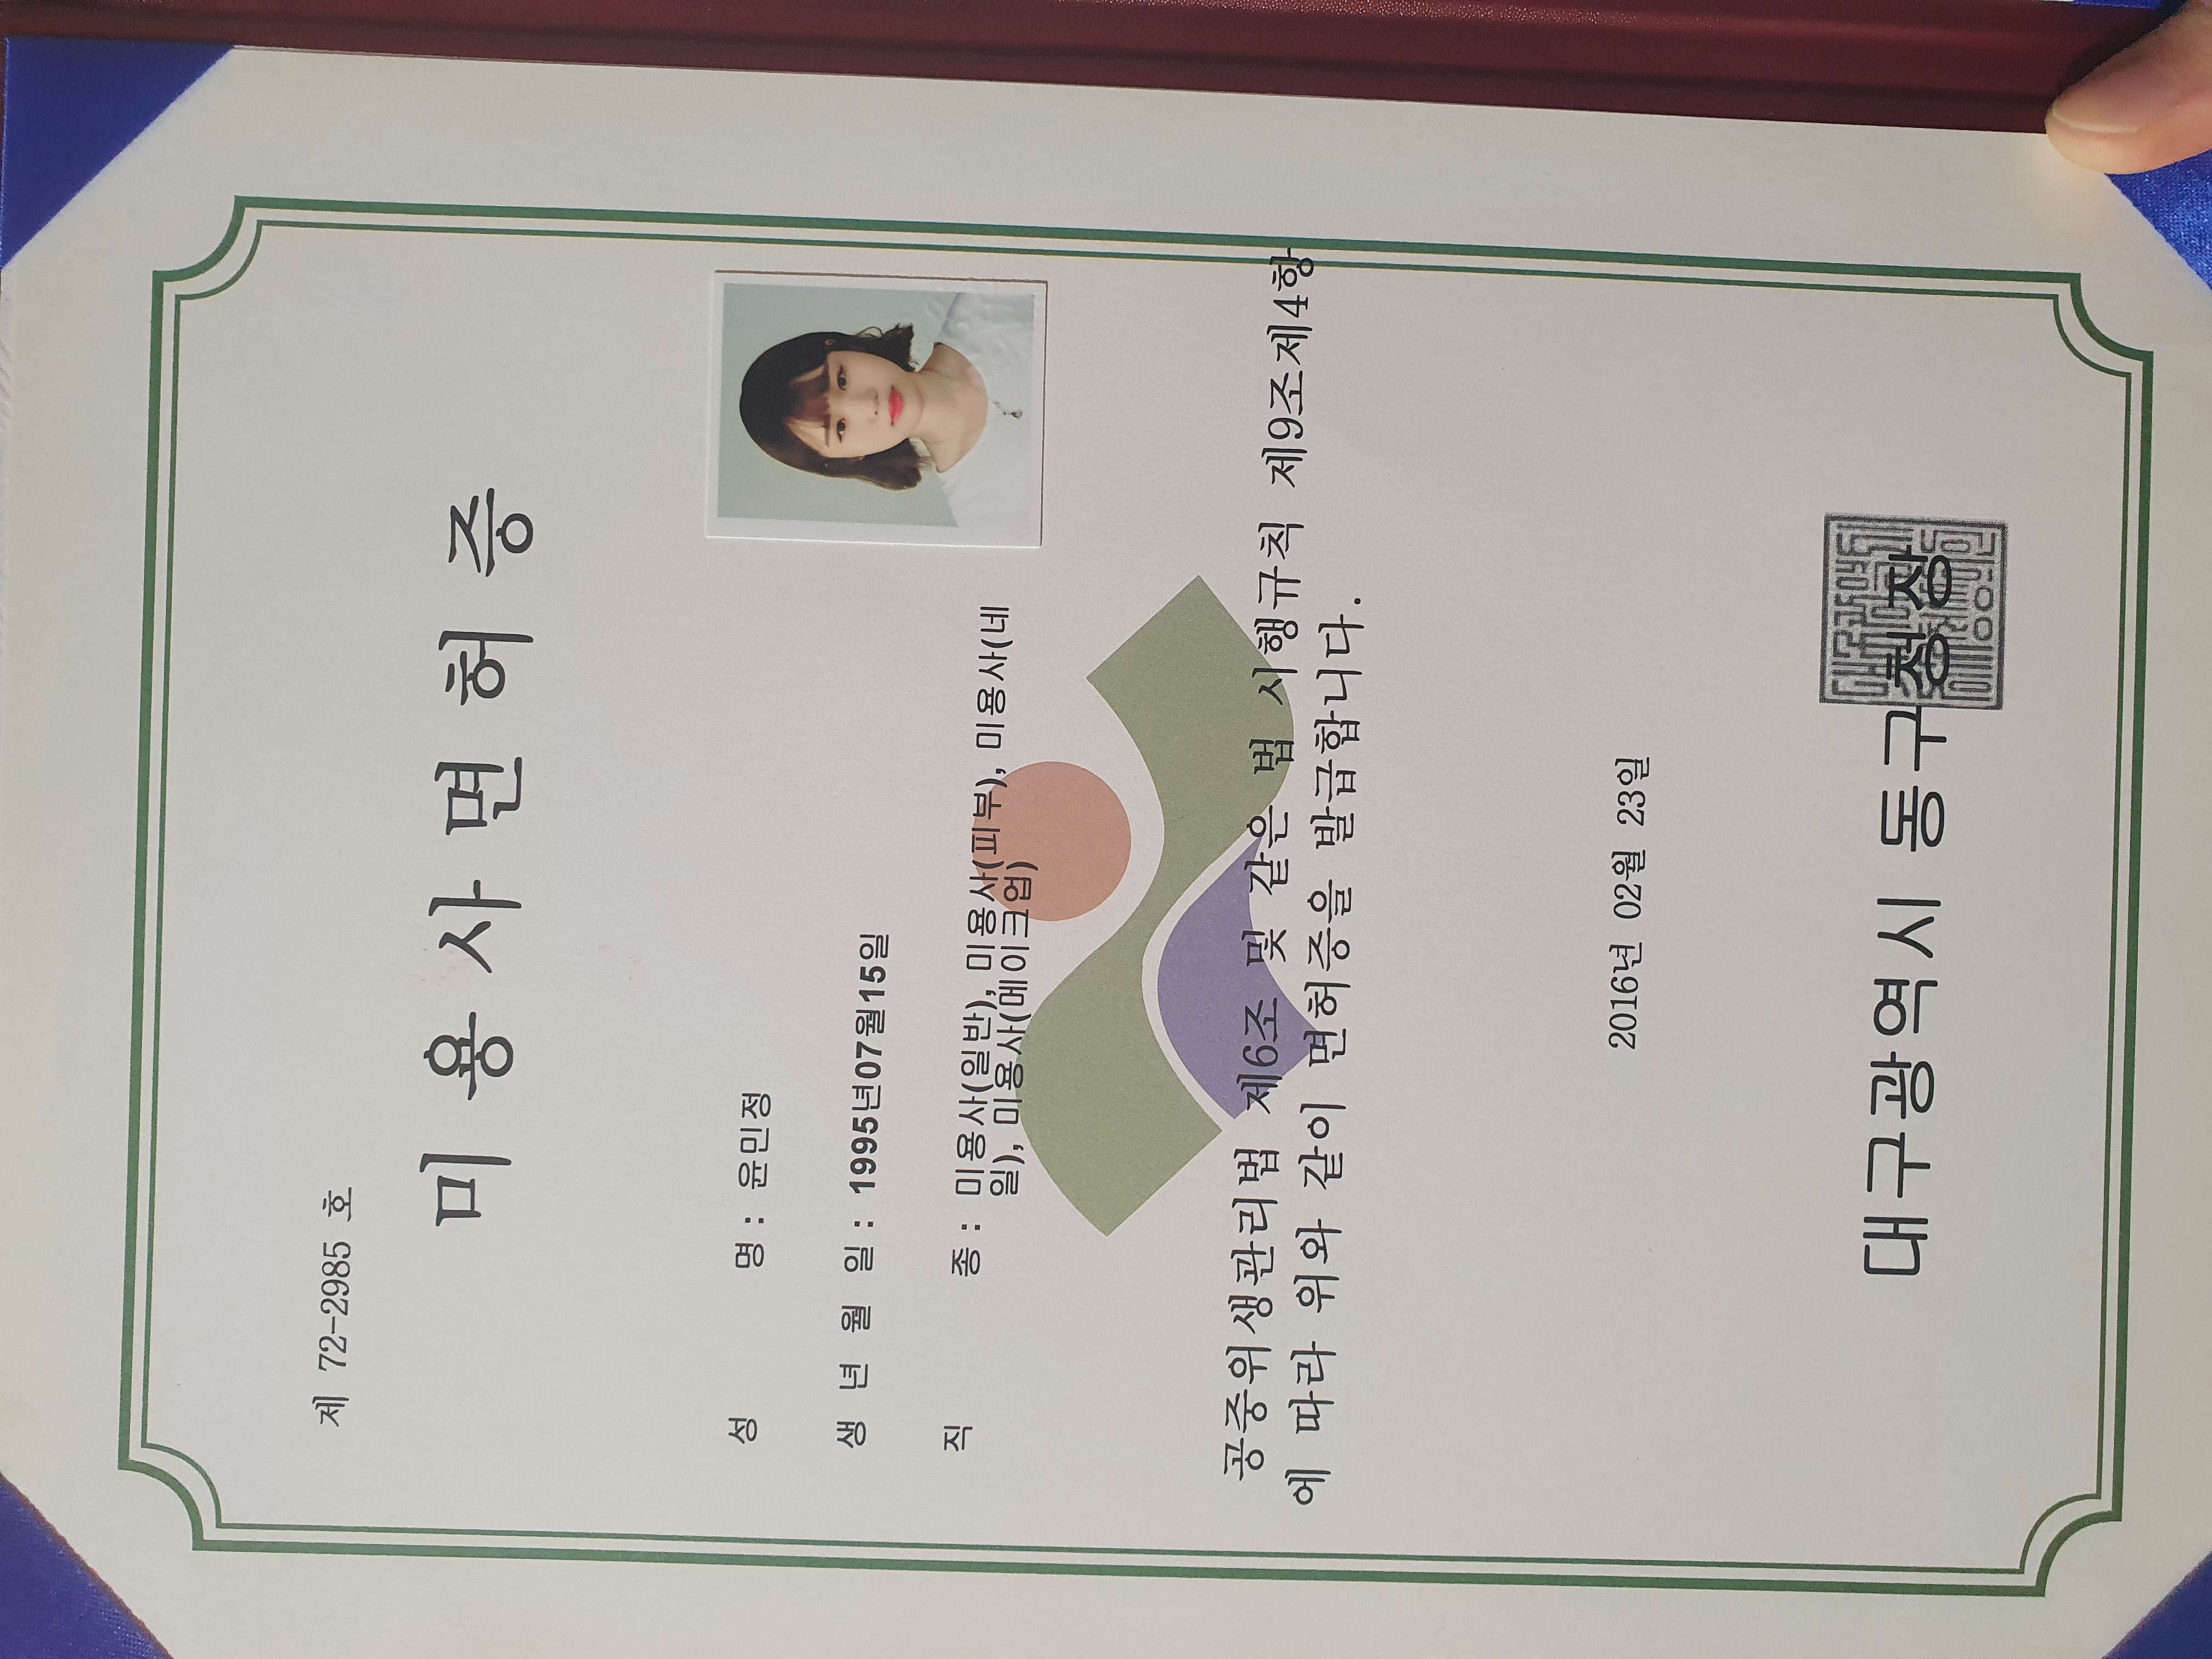 제 72-2985 호
미 용 사 면 허 증
성 명 : 윤민정
생 년 월 일 : 1995년07월15일
직 종 : 미용사(일반), 미용사(피부), 미용사(네
일), 미용사(메이크업)
공중위생관리법 제6조 및 같은 법 시행규칙 제9조제4항
에 따라 위와 같이 면허증을 발급합니다.
2016년 02월 23일
대구광역시 동구청장